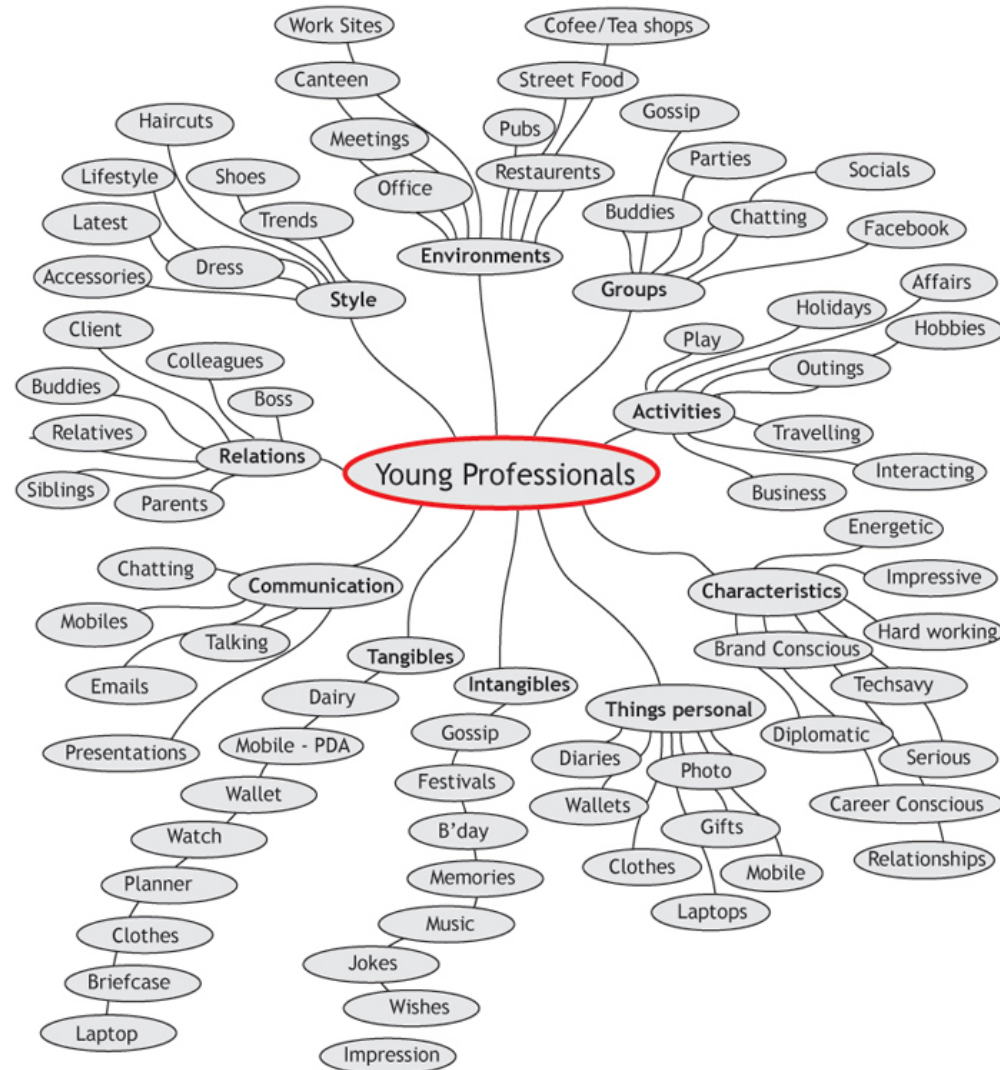 Work Sites
Cofee/Tea shops
Canteen
Street Food
Haircuts
Meetings
Pubs
Gossip
Lifestyle
Shoes
Office
Restaurents
Parties
Socials
Latest
Trends
Buddies
Chatting
Facebook
Accessories
Dress
Environments
Style
Groups
Affairs
Holidays
Hobbies
Play
Outings
Activities
Travelling
Interacting
Business
Client
Colleagues
Buddies
Boss
Relatives
Relations
Siblings
Parents
Young Professionals
Chatting
Communication
Mobiles
Talking
Emails
Presentations
Tangibles
Dairy
Mobile - PDA
Wallet
Watch
Planner
Clothes
Briefcase
Laptop
Intangibles
Gossip
Festivals
B'day
Memories
Music
Jokes
Wishes
Impression
Things personal
Diaries
Photo
Wallets
Gifts
Clothes
Mobile
Laptops
Energetic
Characteristics
Impressive
Hard working
Brand Conscious
Techsavy
Diplomatic
Serious
Career Conscious
Relationships